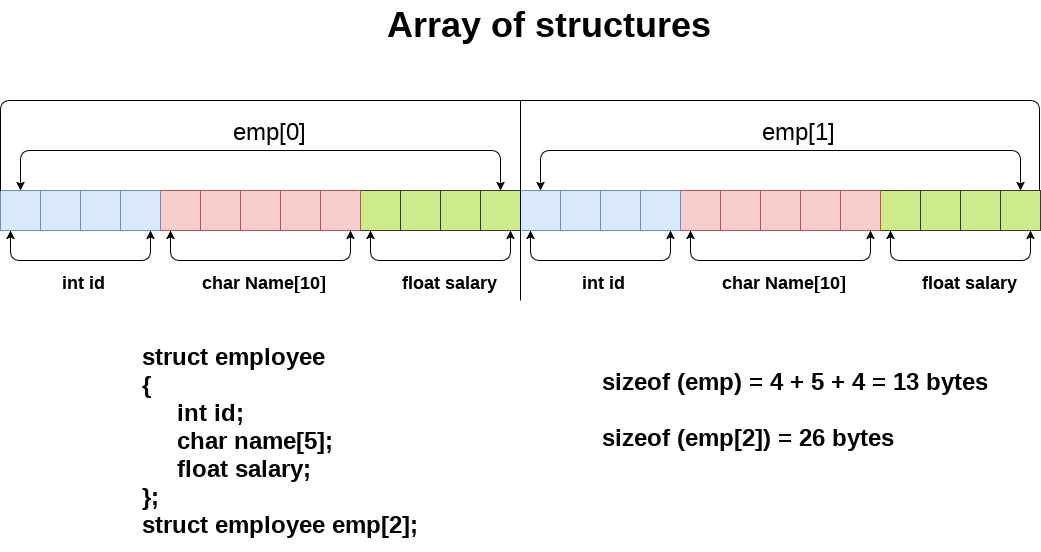 Array of structures
emp[0]
emp[1]
int id
char Name[10]
float salary
int id
char Name[10]
float salary
struct employee
{
int id;
char name[5];
float salary;
};
struct employee emp[2];
sizeof (emp) = 4 + 5 + 4 = 13 bytes
sizeof (emp[2]) = 26 bytes